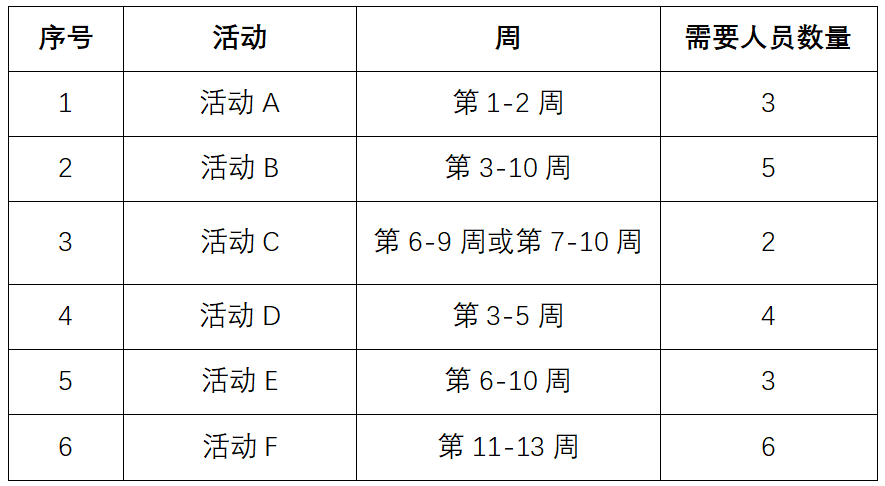 序号 活动 周 需要人员数量
1 活动 A 第 1-2 周 3
2 活动 B 第 3-10 周 5
3 活动 C 第 6-9 周或第 7-10 周 2
4 活动 D 第 3-5 周 4
5 活动 E 第 6-10 周 3
6 活动 F 第 11-13 周 6